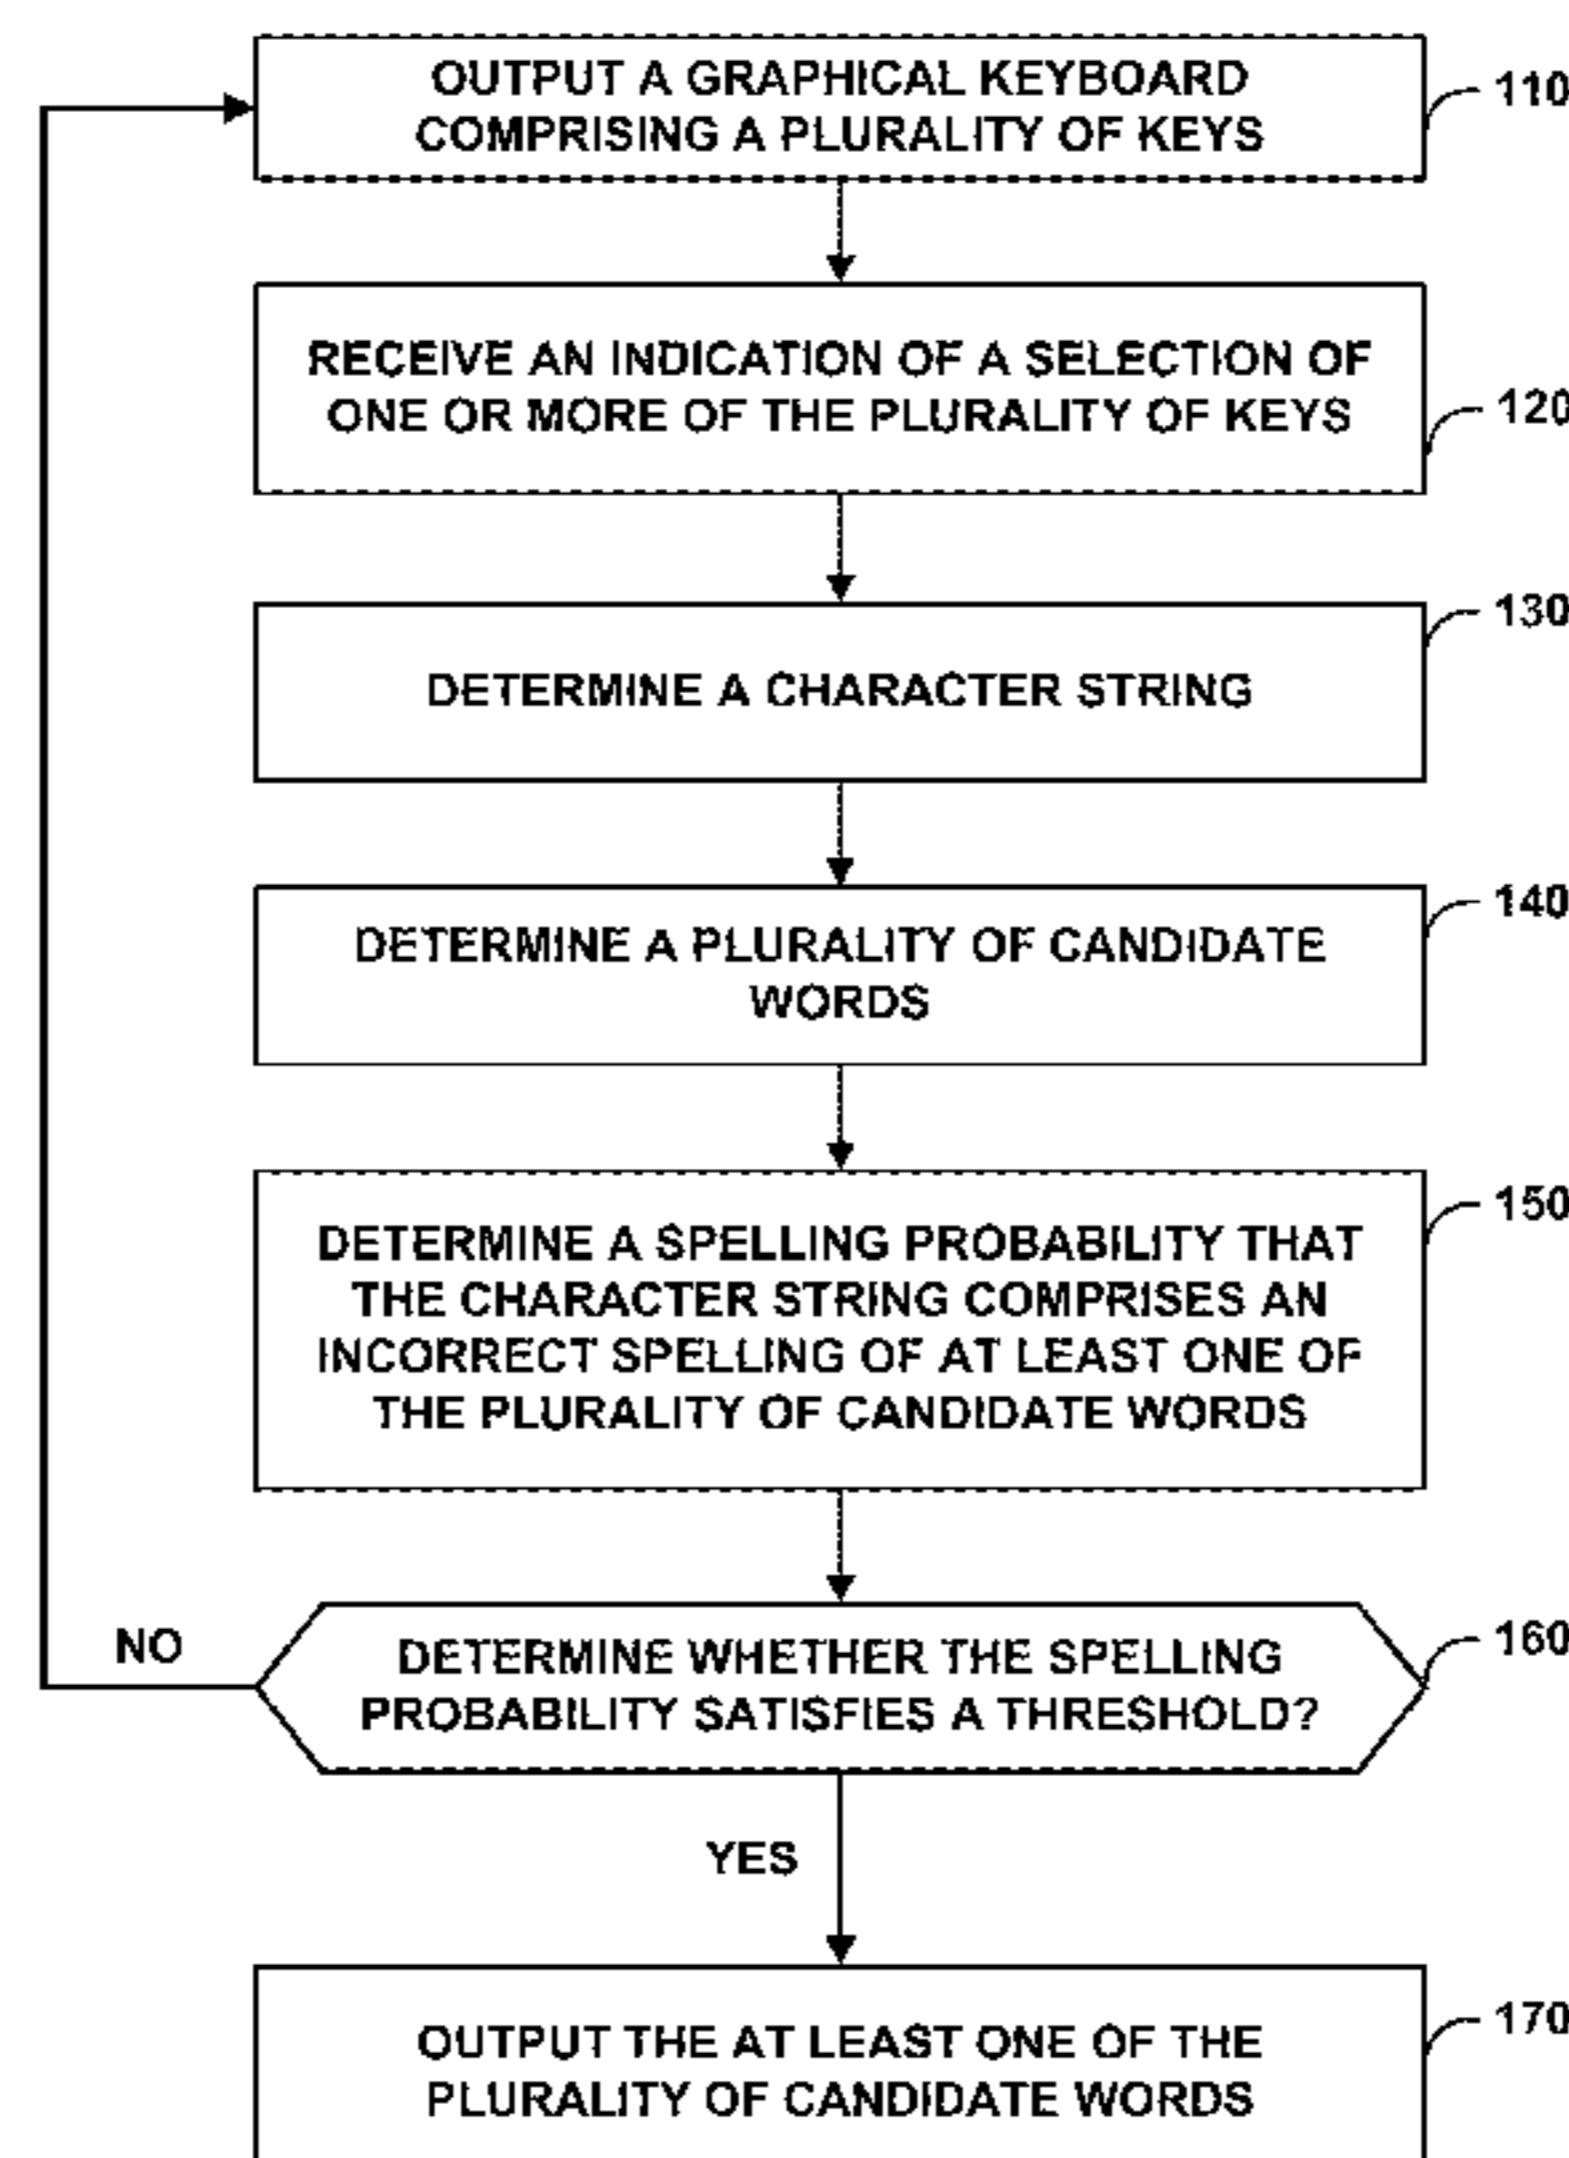 OUTPUT A GRAPHICAL KEYBOARD
COMPRISING A PLURALITY OF KEYS
110
RECEIVE AN INDICATION OF A SELECTION OF
ONE OR MORE OF THE PLURALITY OF KEYS
120
130
DETERMINE A CHARACTER STRING
140
DETERMINE A PLURALITY OF CANDIDATE
WORDS
150
DETERMINE A SPELLING PROBABILITY THAT
THE CHARACTER STRING COMPRISES AN
INCORRECT SPELLING OF AT LEAST ONE OF
THE PLURALITY OF CANDIDATE WORDS
NO
DETERMINE WHETHER THE SPELLING
PROBABILITY SATISFIES A THRESHOLD?
160
YES
170
OUTPUT THE AT LEAST ONE OF THE
PLURALITY OF CANDIDATE WORDS